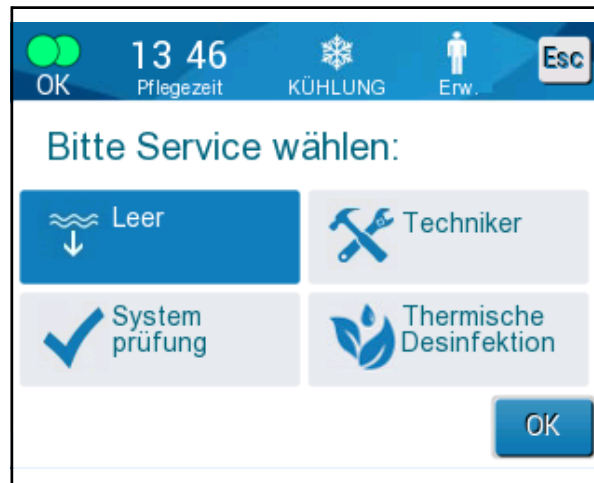 OK
13 46
Pflegezeit
KÜHLUNG
Erw.
Esc
Bitte Service wählen:
Leer
Techniker
System
prüfung
Thermische
Desinfektion
OK